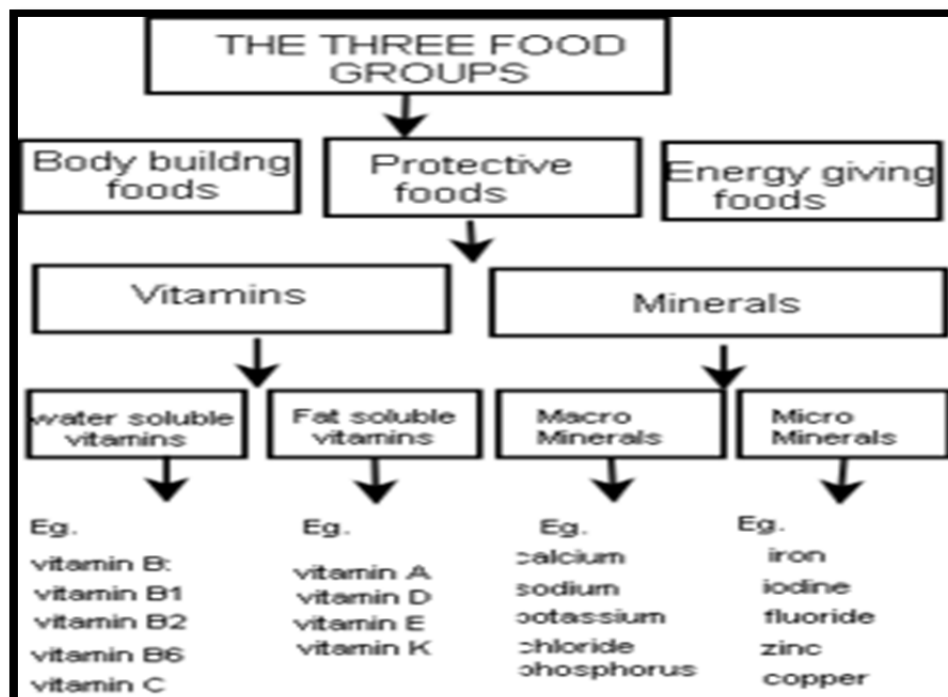 THE THREE FOOD
GROUPS
Body buildng
foods
Protective
foods
Energy giving
foods
Vitamins
Minerals
water soluble
vitamins
Fat soluble
vitamins
Macro
Minerals
Micro
Minerals
Eg.
vitamin B:
vitamin B1
vitamin B2
vitamin B6
vitamin C
Eg.
vitamin A
vitamin D
vitamin E
vitamin K
Eg.
calcium
sodium
potassium
chloride
phosphorus
Eg.
iron
iodine
fluoride
zinc
copper